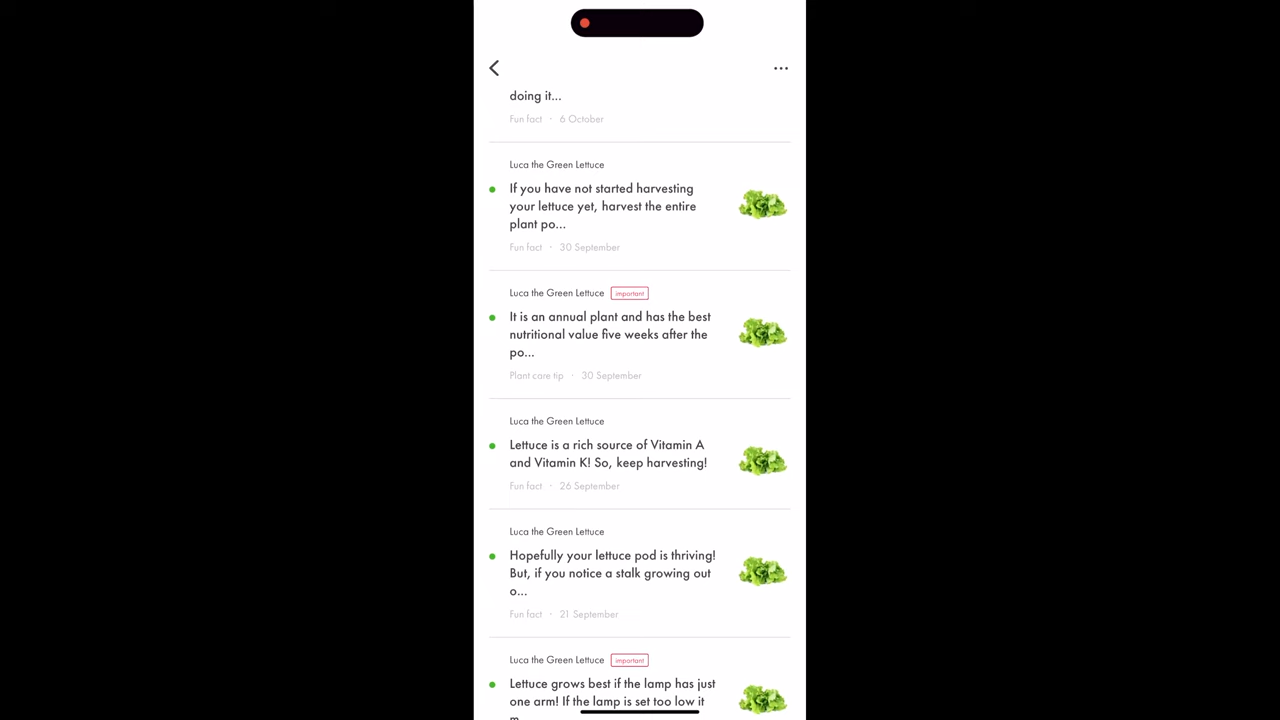 doing it...
Fun fact · 6 October
Luca the Green Lettuce
If you have not started harvesting
your lettuce yet, harvest the entire
plant po...
Fun fact · 30 September
Luca the Green Lettuce important
It is an annual plant and has the best
nutritional value five weeks after the
po...
Plant care tip · 30 September
Luca the Green Lettuce
Lettuce is a rich source of Vitamin A
and Vitamin K! So, keep harvesting!
Fun fact · 26 September
Luca the Green Lettuce
Hopefully your lettuce pod is thriving!
But, if you notice a stalk growing out
o...
Fun fact · 21 September
Luca the Green Lettuce important
Lettuce grows best if the lamp has just
one arm! If the lamp is set too low it
m...